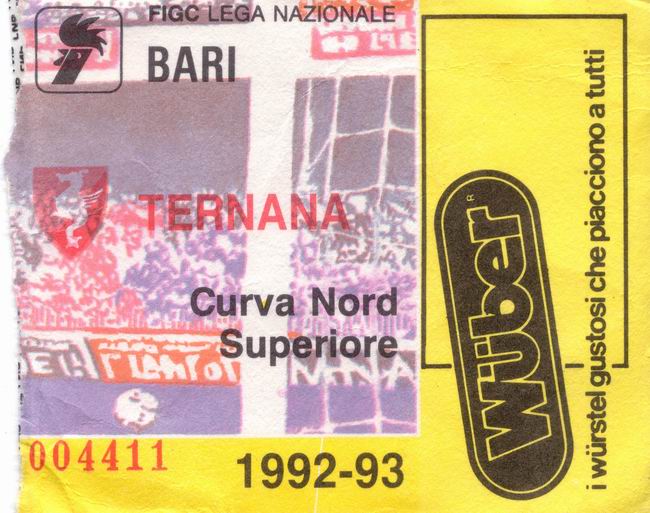 FIGC LEGA NAZIONALE
BARI
TERNANA
Curva Nord
Superiore
004411
1992-93
Wüber®
i würstel gustosi che piacciono a tutti